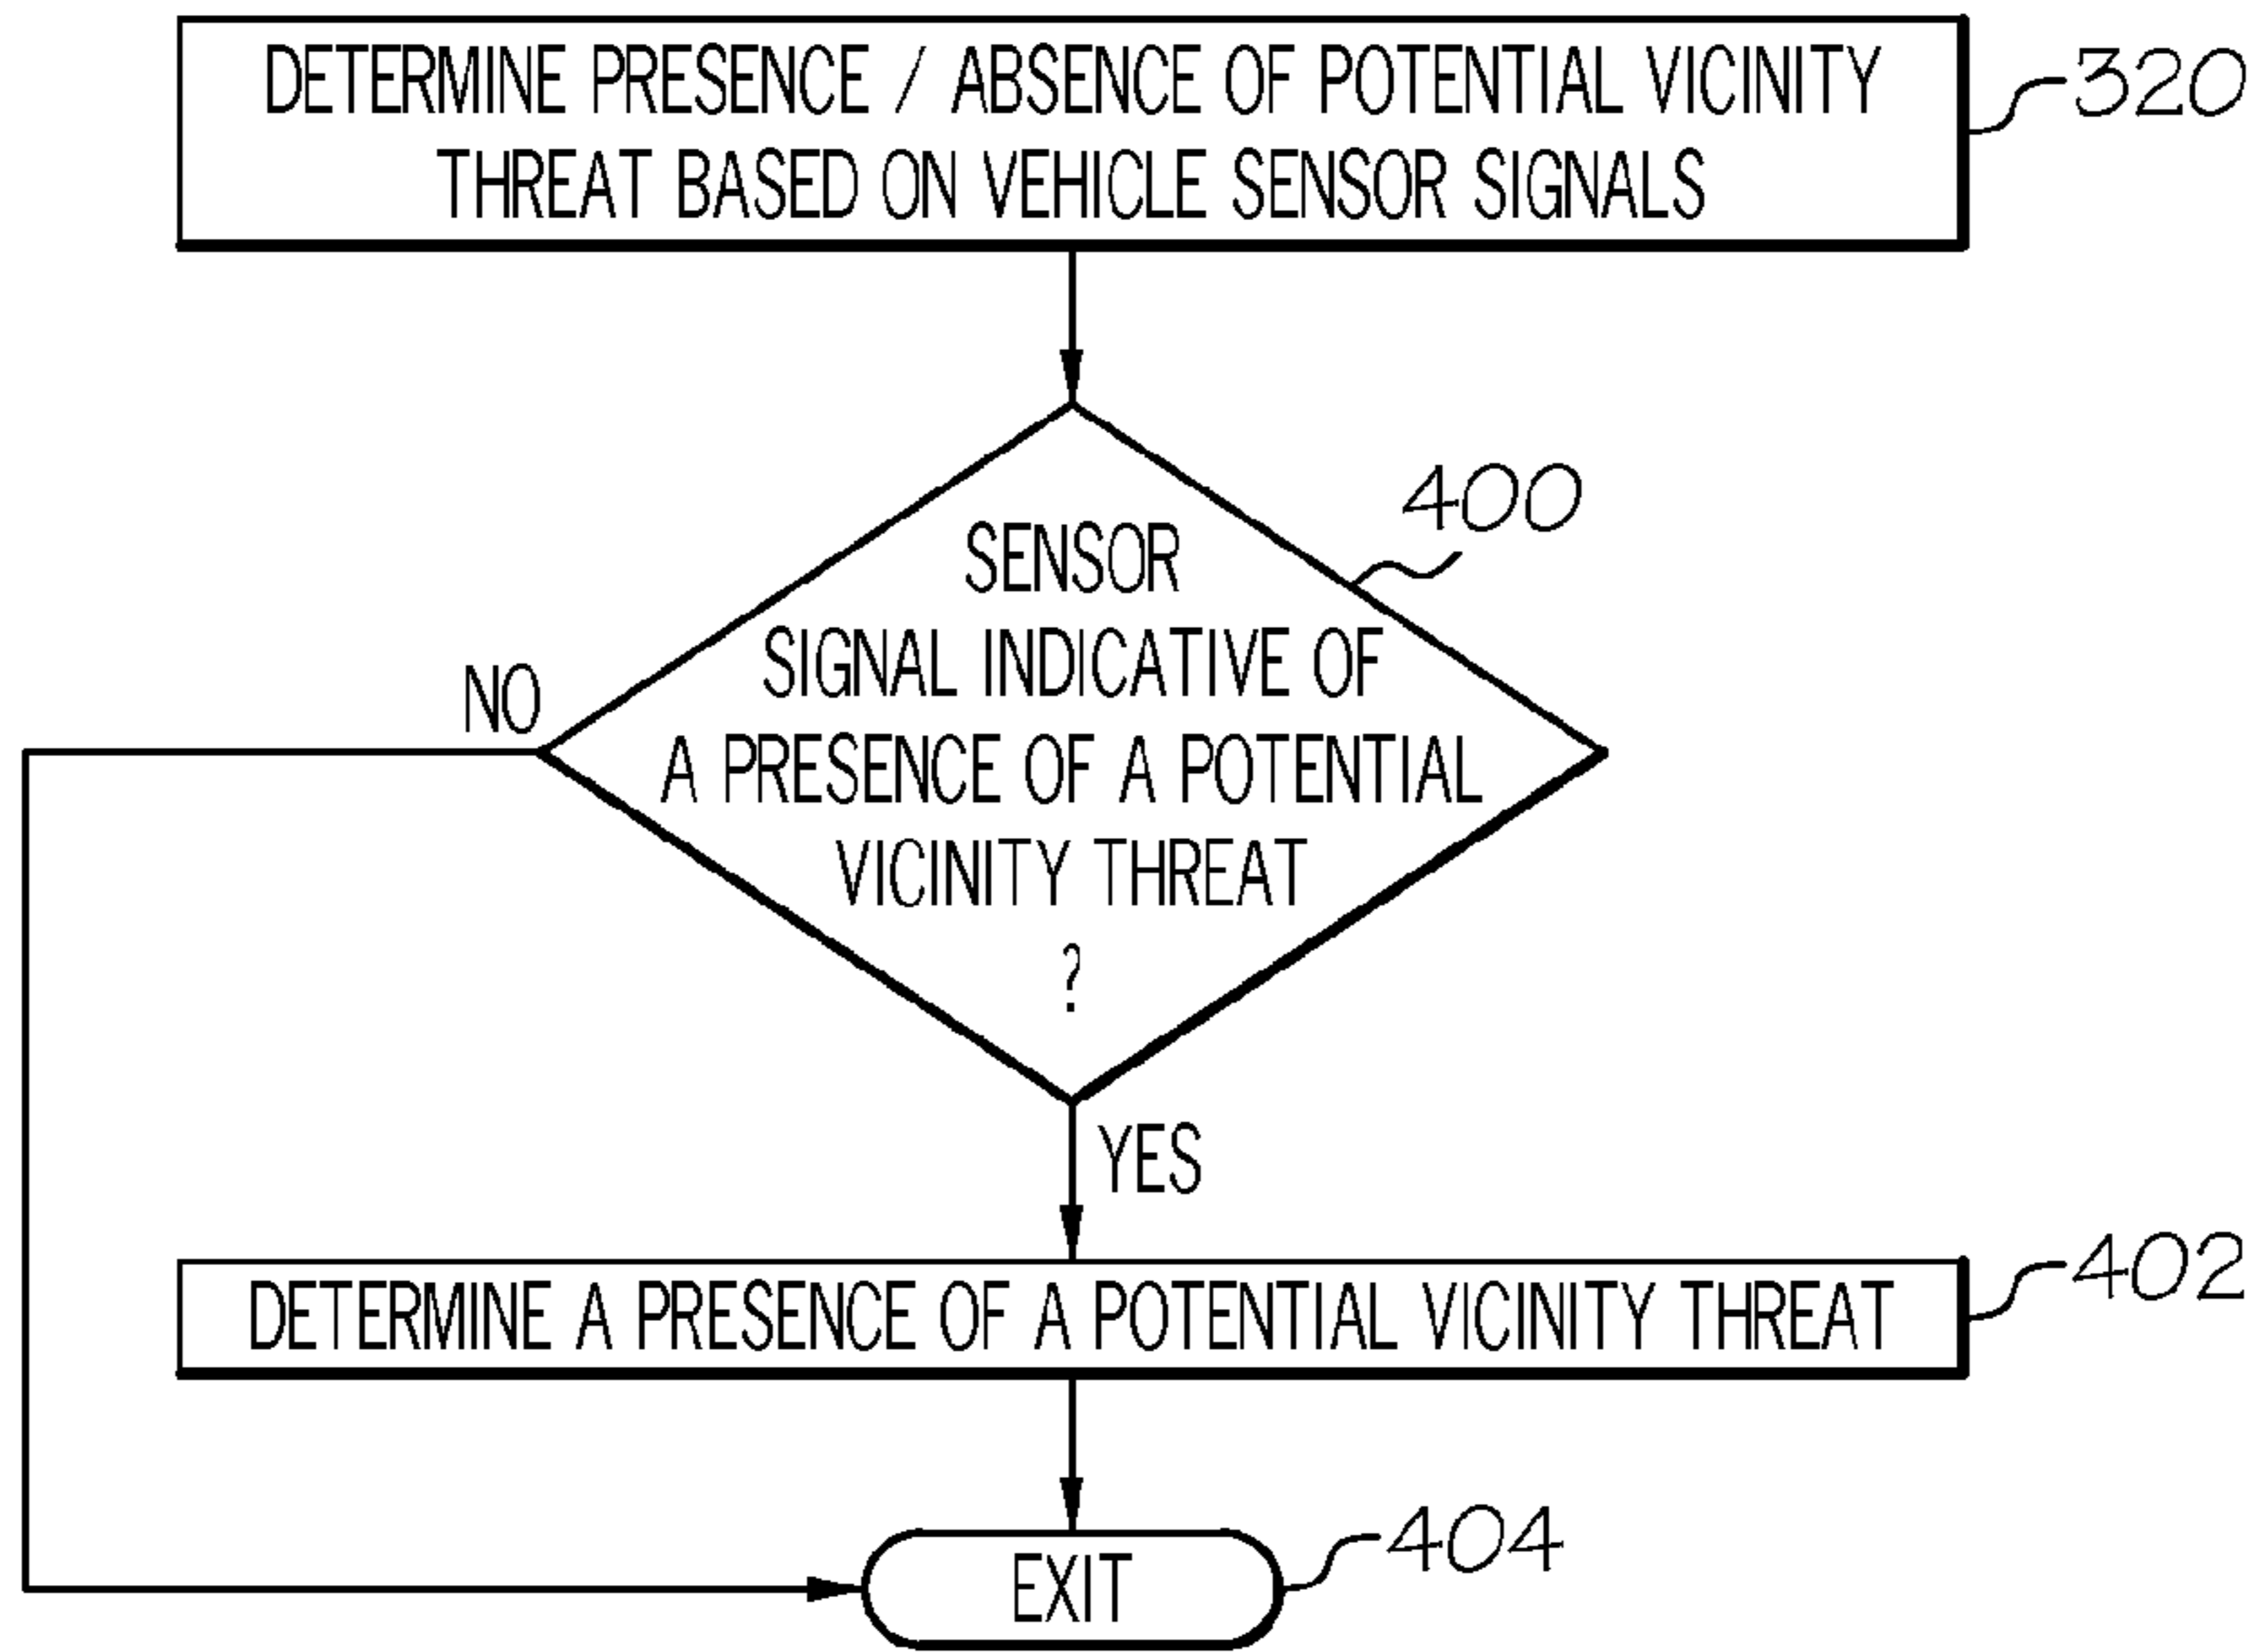 DETERMINE PRESENCE / ABSENCE OF POTENTIAL VICINITY
THREAT BASED ON VEHICLE SENSOR SIGNALS
320
400
SENSOR
SIGNAL INDICATIVE OF
A PRESENCE OF A POTENTIAL
VICINITY THREAT
?
NO
YES
DETERMINE A PRESENCE OF A POTENTIAL VICINITY THREAT
402
EXIT
404